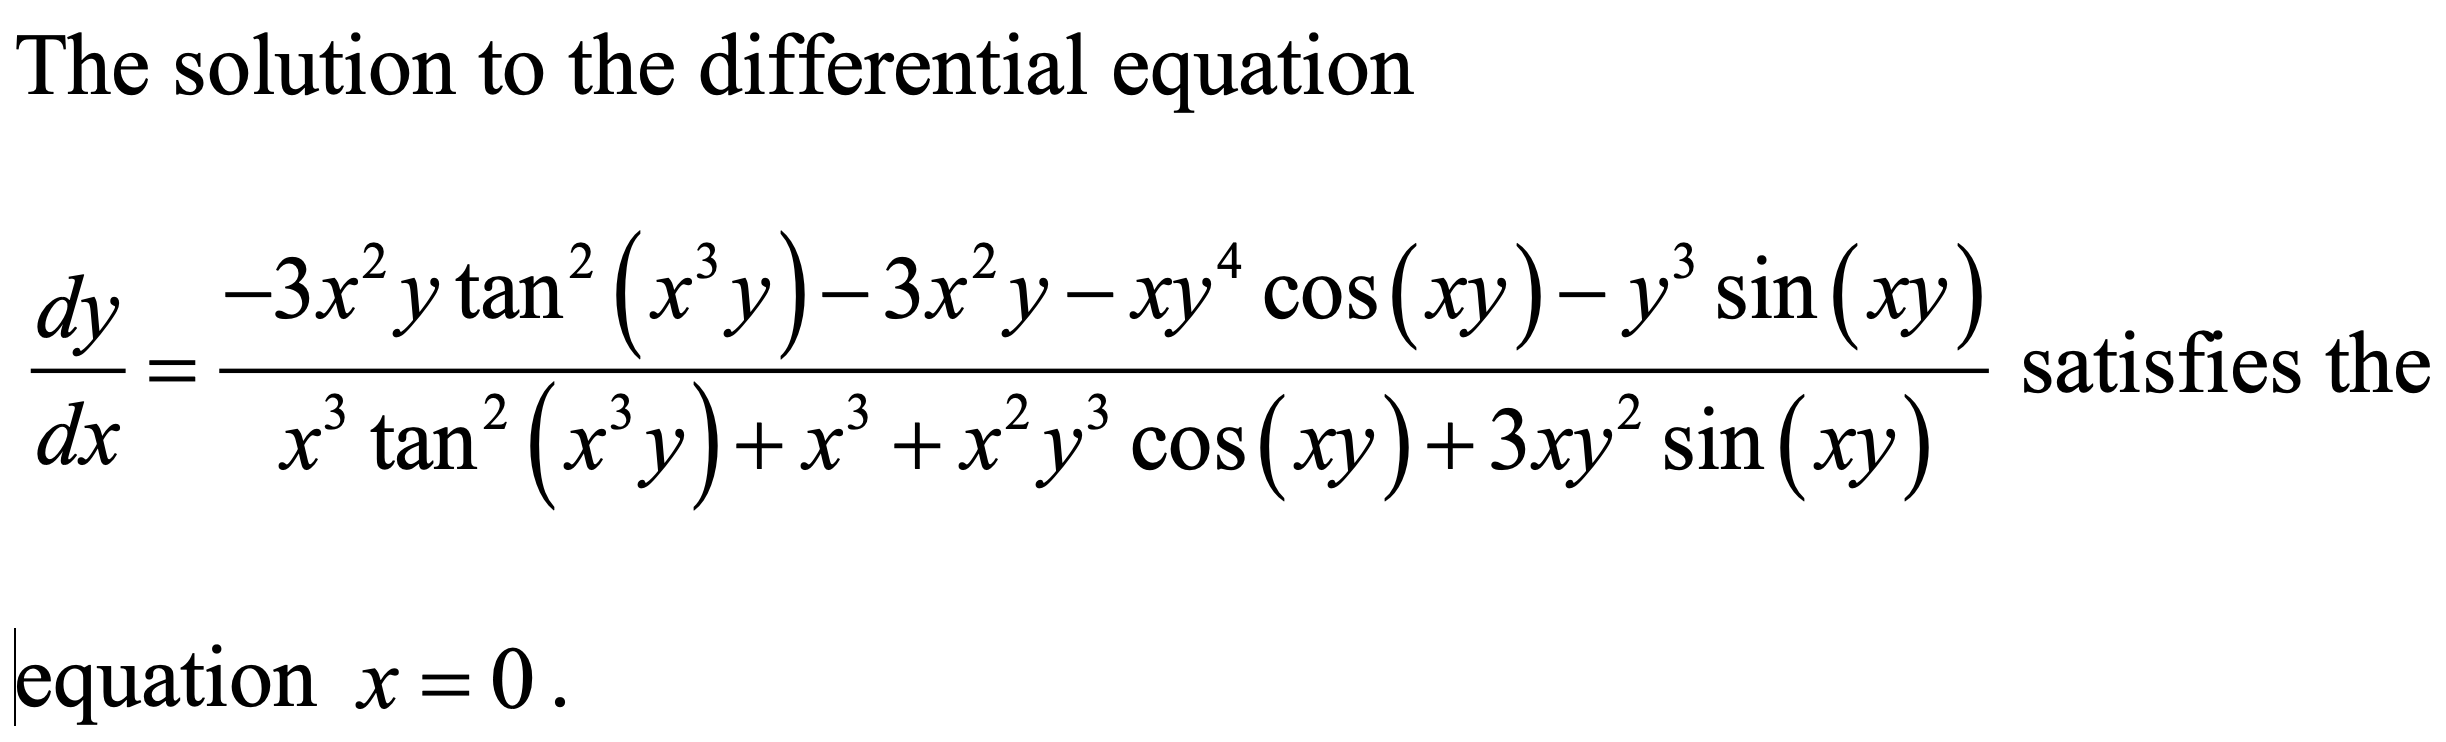 The solution to the differential equation
dy/dx = (−3x²y tan²(x³y) − 3x²y − xy⁴ cos(xy) − y³ sin(xy)) / (x³ tan²(x³y) + x³ + x²y³ cos(xy) + 3xy² sin(xy)) satisfies the
equation x = 0.